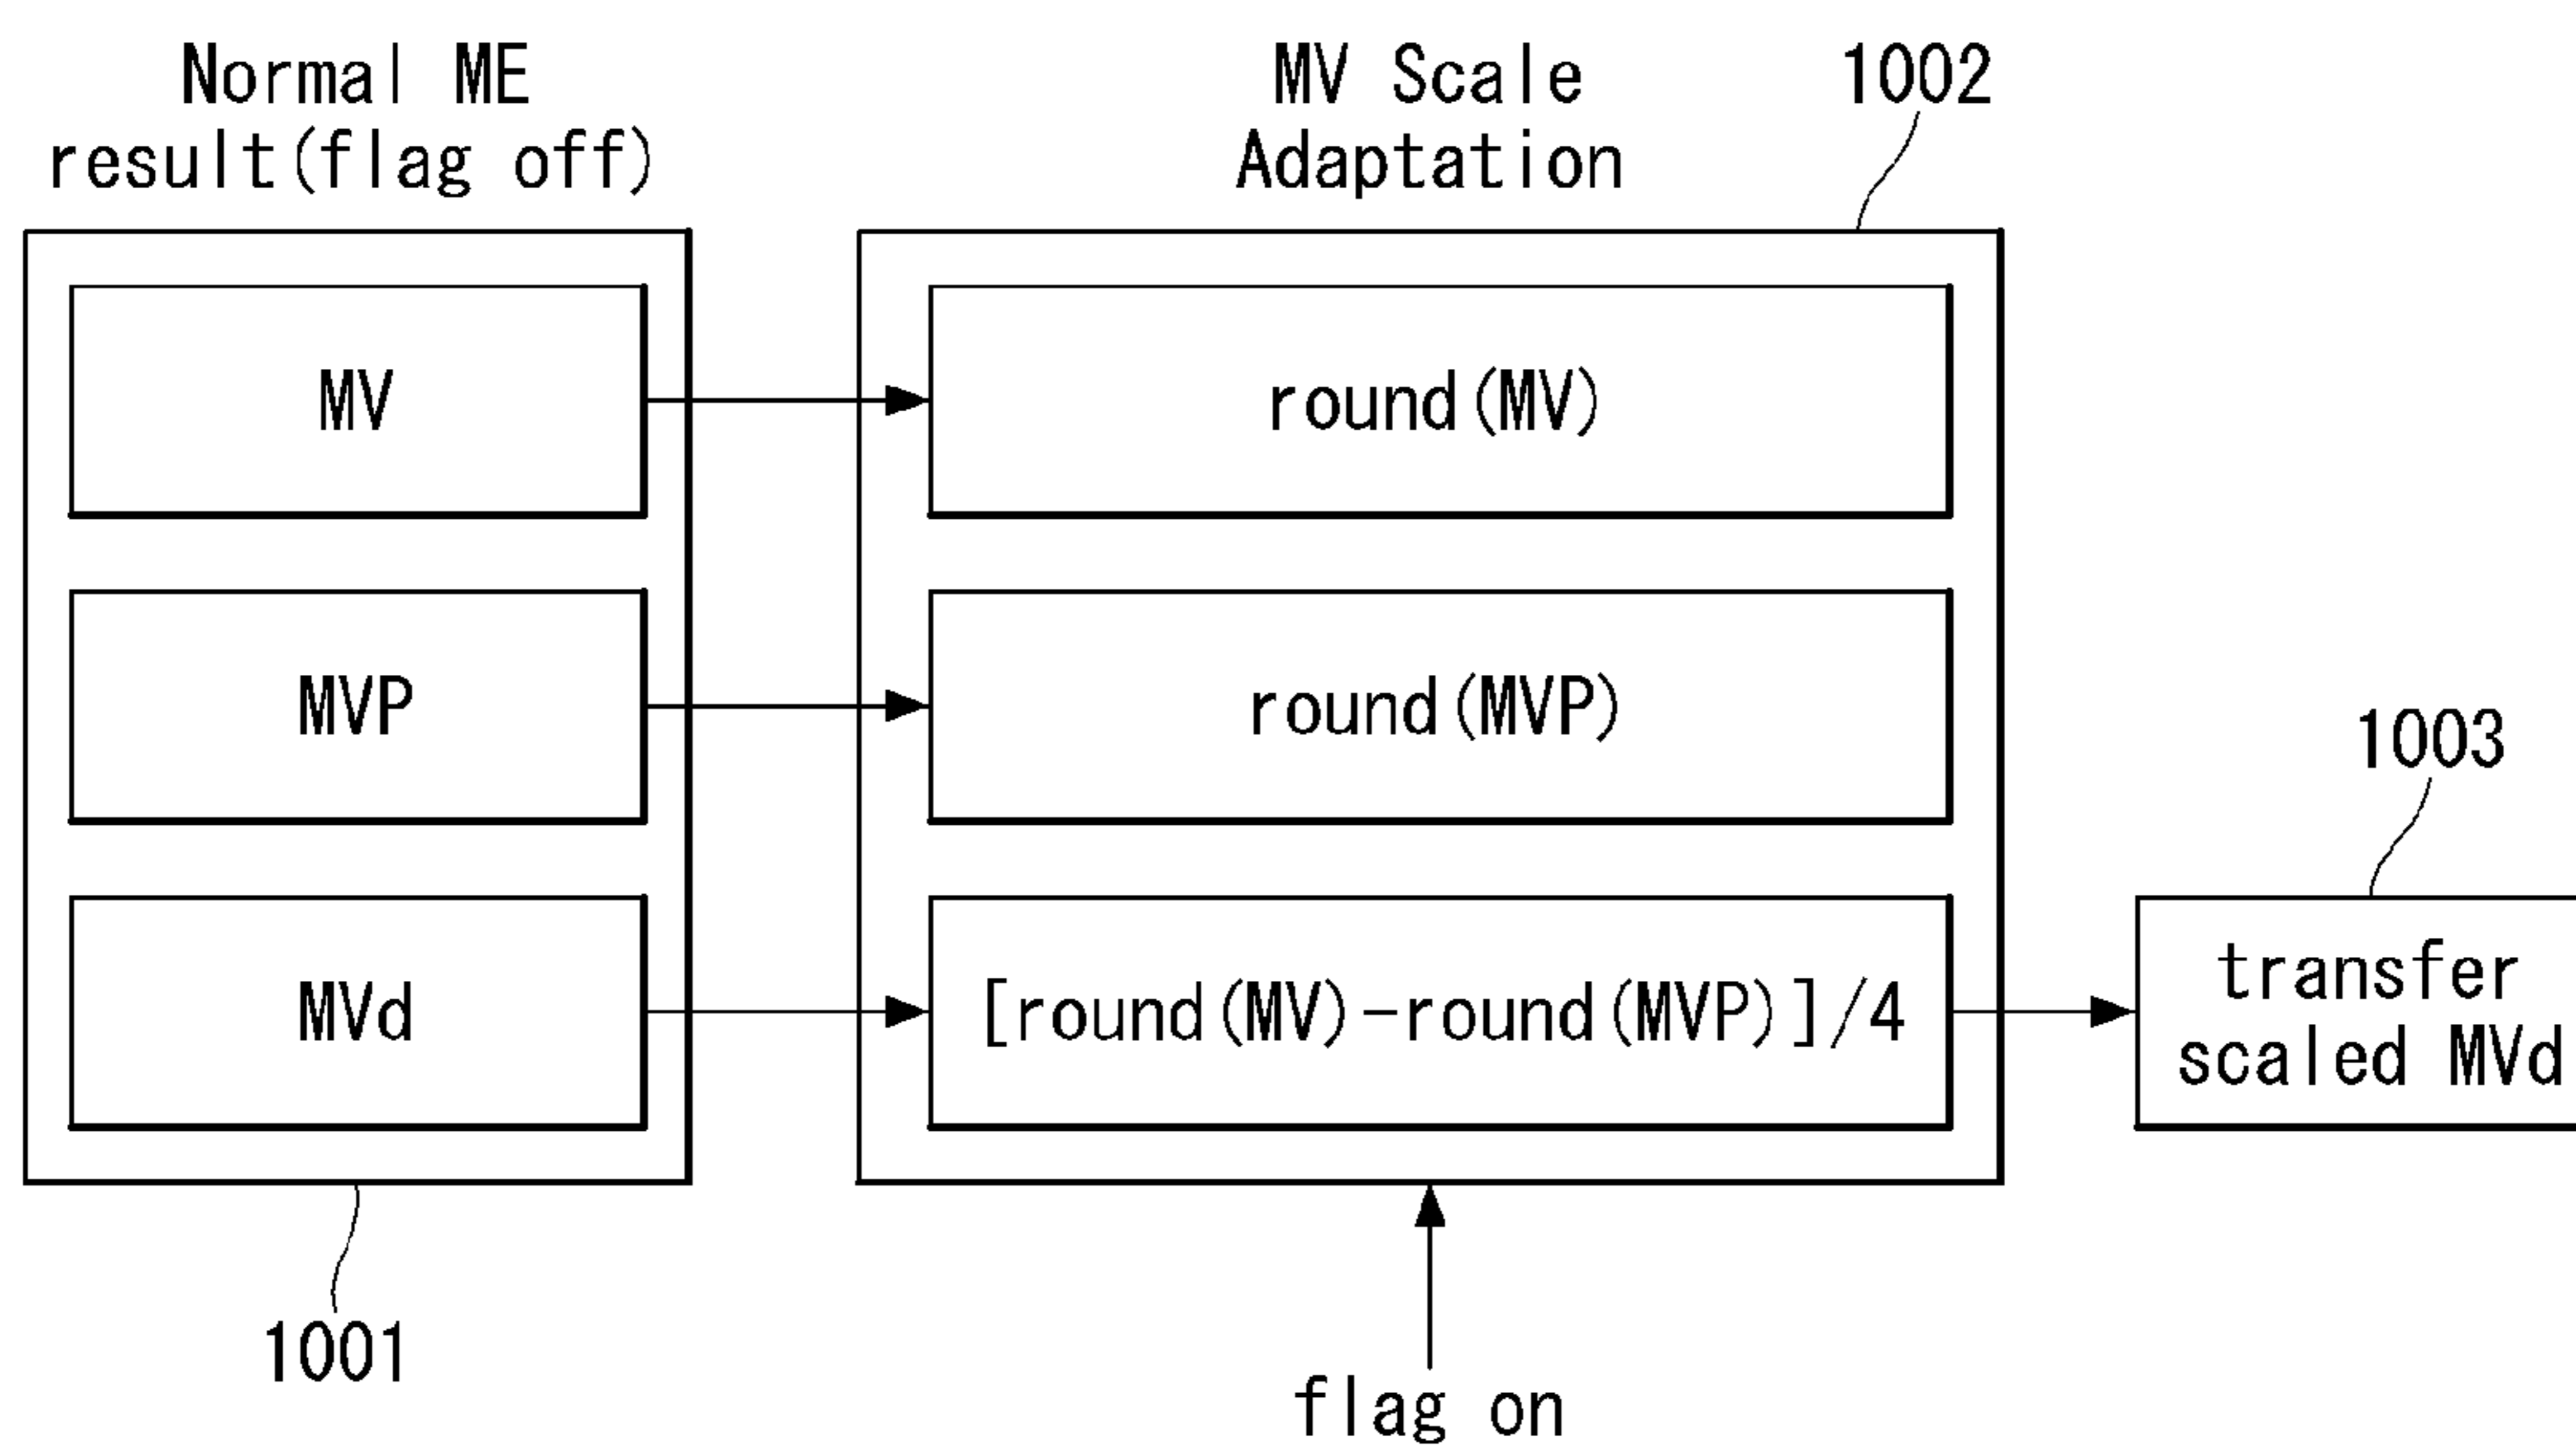 Normal ME
result(flag off)
MV Scale
Adaptation
1002
MV
round(MV)
MVP
round(MVP)
1003
MVd
[round(MV)-round(MVP)]/4
transfer
scaled MVd
1001
flag on